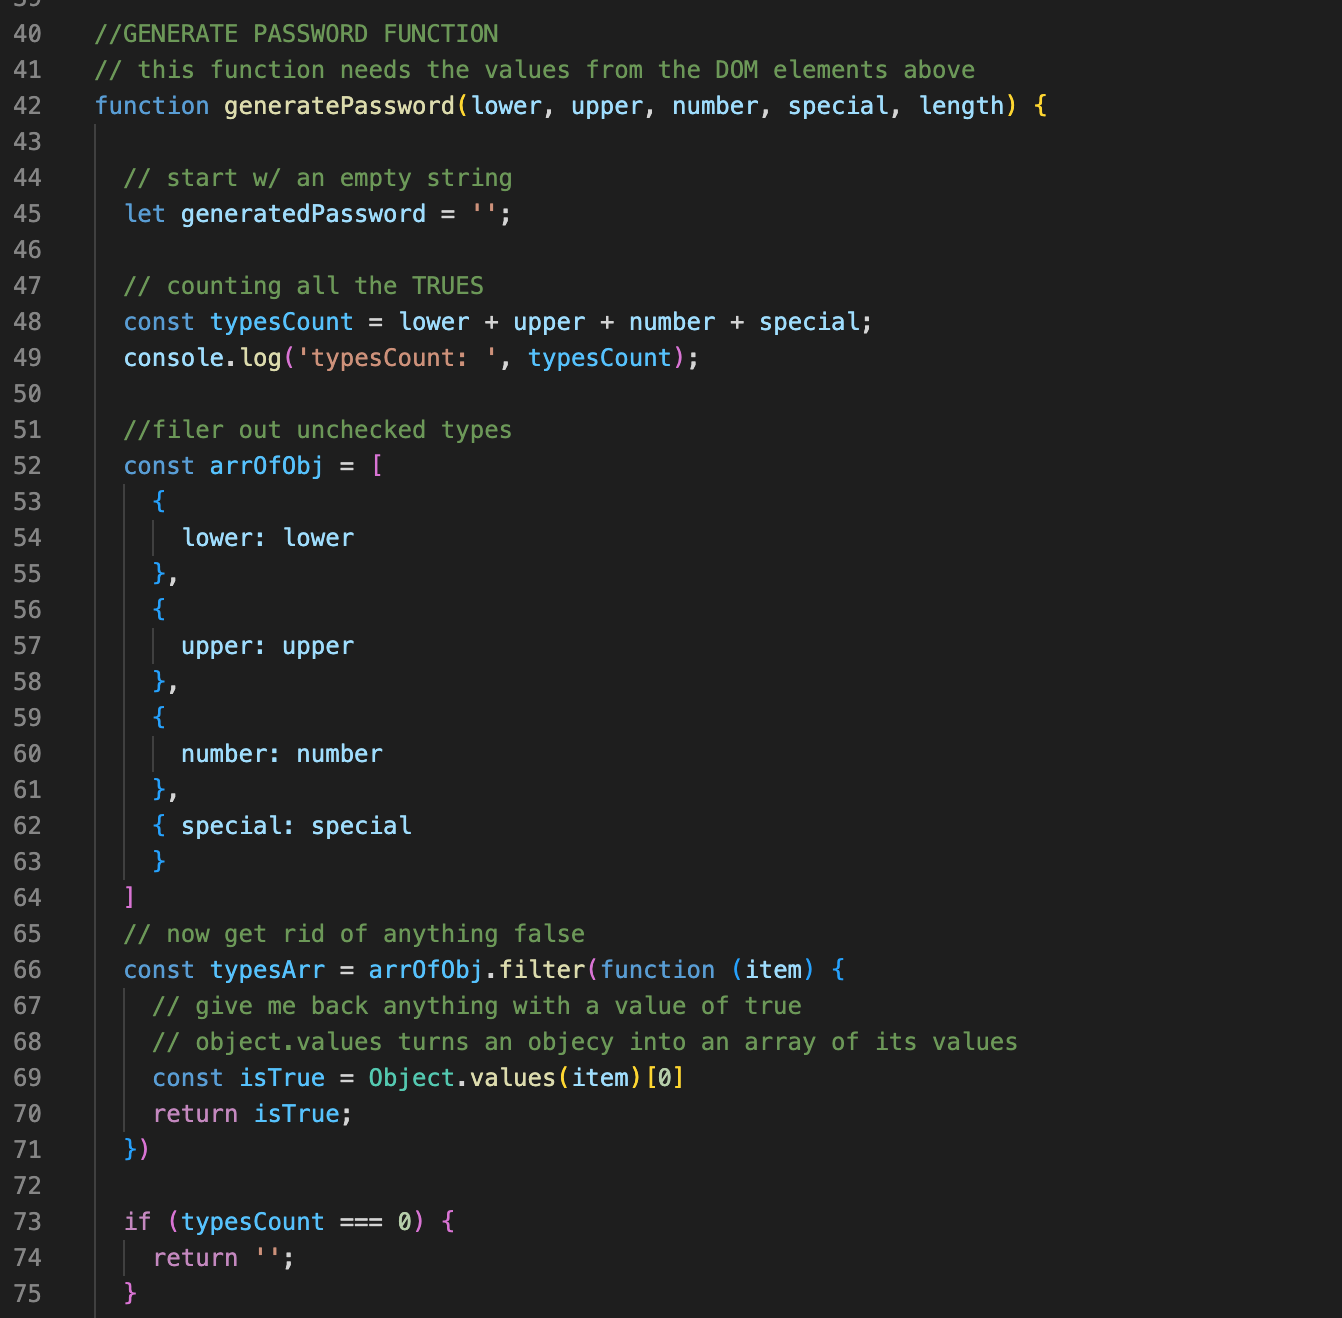 40 //GENERATE PASSWORD FUNCTION
41 // this function needs the values from the DOM elements above
42 function generatePassword(lower, upper, number, special, length) {
43
44 // start w/ an empty string
45 let generatedPassword = '';
46
47 // counting all the TRUES
48 const typesCount = lower + upper + number + special;
49 console.log('typesCount: ', typesCount);
50
51 //filer out unchecked types
52 const arrOfObj = [
53 {
54 lower: lower
55 },
56 {
57 upper: upper
58 },
59 {
60 number: number
61 },
62 { special: special
63 }
64 ]
65 // now get rid of anything false
66 const typesArr = arrOfObj.filter(function (item) {
67 // give me back anything with a value of true
68 // object.values turns an objecy into an array of its values
69 const isTrue = Object.values(item)[0]
70 return isTrue;
71 })
72
73 if (typesCount === 0) {
74 return '';
75 }